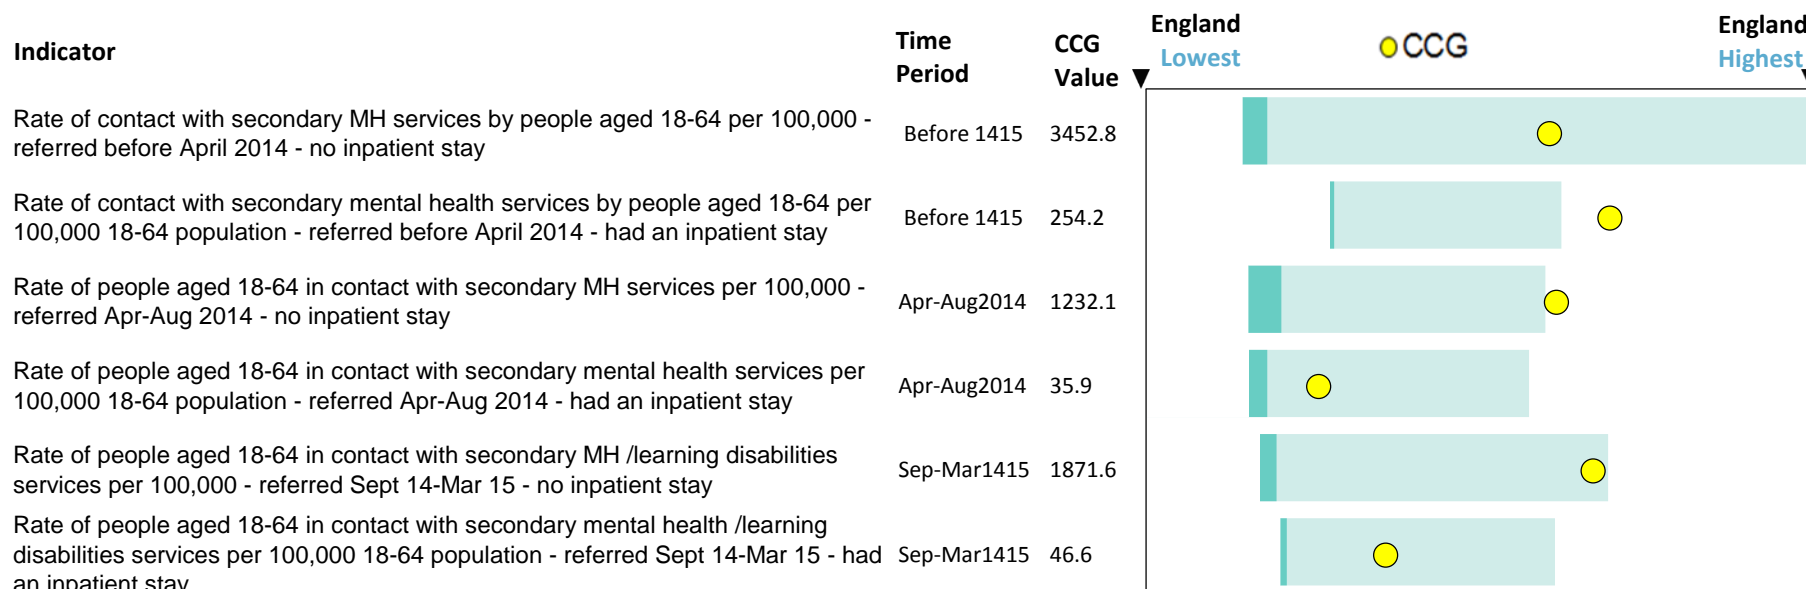 Indicator
Time Period
CCG Value
England Lowest
CCG
England Highest
Rate of contact with secondary MH services by people aged 18-64 per 100,000 -
referred before April 2014 - no inpatient stay
Before 1415
3452.8
Rate of contact with secondary mental health services by people aged 18-64 per
100,000 18-64 population - referred before April 2014 - had an inpatient stay
Before 1415
254.2
Rate of people aged 18-64 in contact with secondary MH services per 100,000 -
referred Apr-Aug 2014 - no inpatient stay
Apr-Aug2014
1232.1
Rate of people aged 18-64 in contact with secondary mental health services per
100,000 18-64 population - referred Apr-Aug 2014 - had an inpatient stay
Apr-Aug2014
35.9
Rate of people aged 18-64 in contact with secondary MH /learning disabilities
services per 100,000 - referred Sept 14-Mar 15 - no inpatient stay
Sep-Mar1415
1871.6
Rate of people aged 18-64 in contact with secondary mental health /learning
disabilities services per 100,000 18-64 population - referred Sept 14-Mar 15 - had
an inpatient stay
Sep-Mar1415
46.6